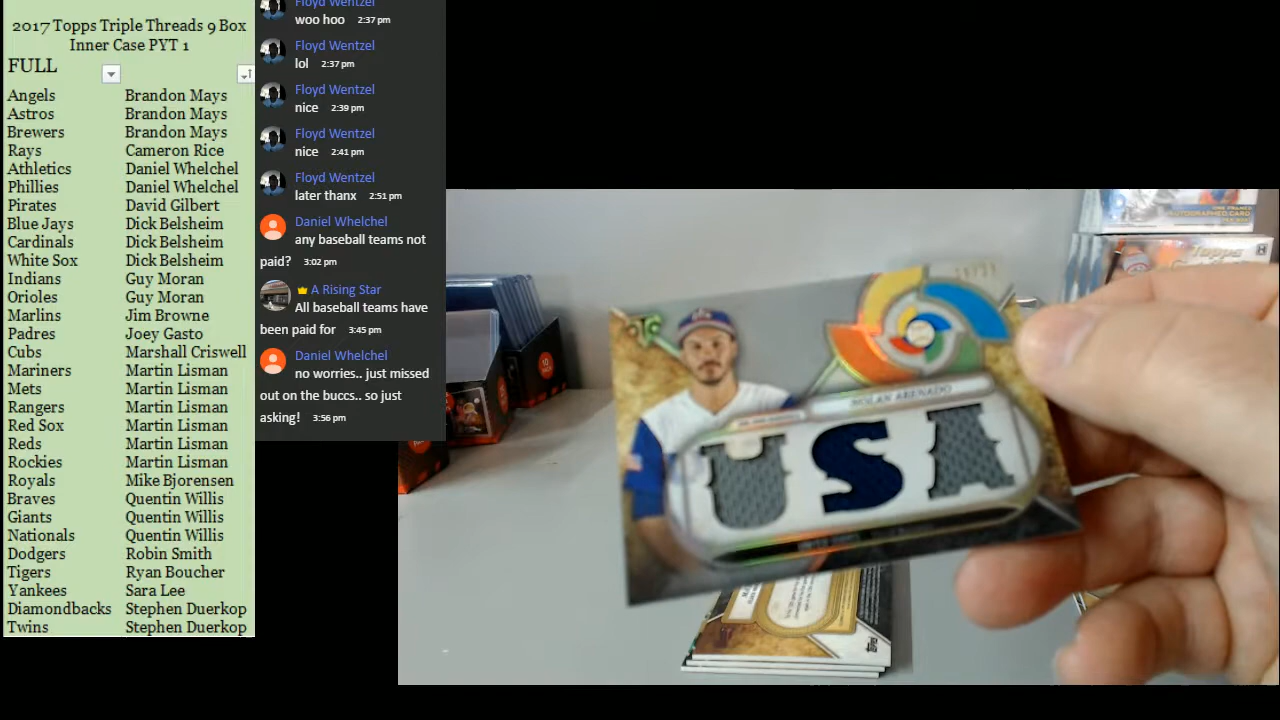 2017 Topps Triple Threads 9 Box
Inner Case PYT 1
FULL
Angels Brandon Mays
Astros Brandon Mays
Brewers Brandon Mays
Rays Cameron Rice
Athletics Daniel Whelchel
Phillies Daniel Whelchel
Pirates David Gilbert
Blue Jays Dick Belsheim
Cardinals Dick Belsheim
White Sox Dick Belsheim
Indians Guy Moran
Orioles Guy Moran
Marlins Jim Browne
Padres Joey Gasto
Cubs Marshall Criswell
Mariners Martin Lisman
Mets Martin Lisman
Rangers Martin Lisman
Red Sox Martin Lisman
Reds Martin Lisman
Rockies Martin Lisman
Royals Mike Bjorensen
Braves Quentin Willis
Giants Quentin Willis
Nationals Quentin Willis
Dodgers Robin Smith
Tigers Ryan Boucher
Yankees Sara Lee
Diamondbacks Stephen Duerkop
Twins Stephen Duerkop
Floyd Wentzel
woo hoo 2:37 pm
Floyd Wentzel
lol 2:37 pm
Floyd Wentzel
nice 2:39 pm
Floyd Wentzel
nice 2:41 pm
Floyd Wentzel
later thanx 2:51 pm
Daniel Whelchel
any baseball teams not
paid? 3:02 pm
A Rising Star
All baseball teams have
been paid for 3:45 pm
Daniel Whelchel
no worries.. just missed
out on the buccs.. so just
asking! 3:56 pm
NOLAN ARENADO
USA
AUTOGRAPHED CARD
Topps
Topps